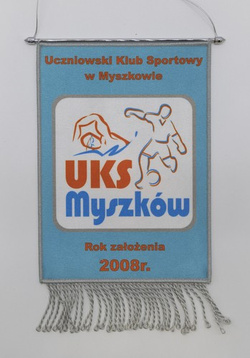 Uczniowski Klub Sportowy
w Myszkowie
UKS
Myszków
Rok założenia
2008r.